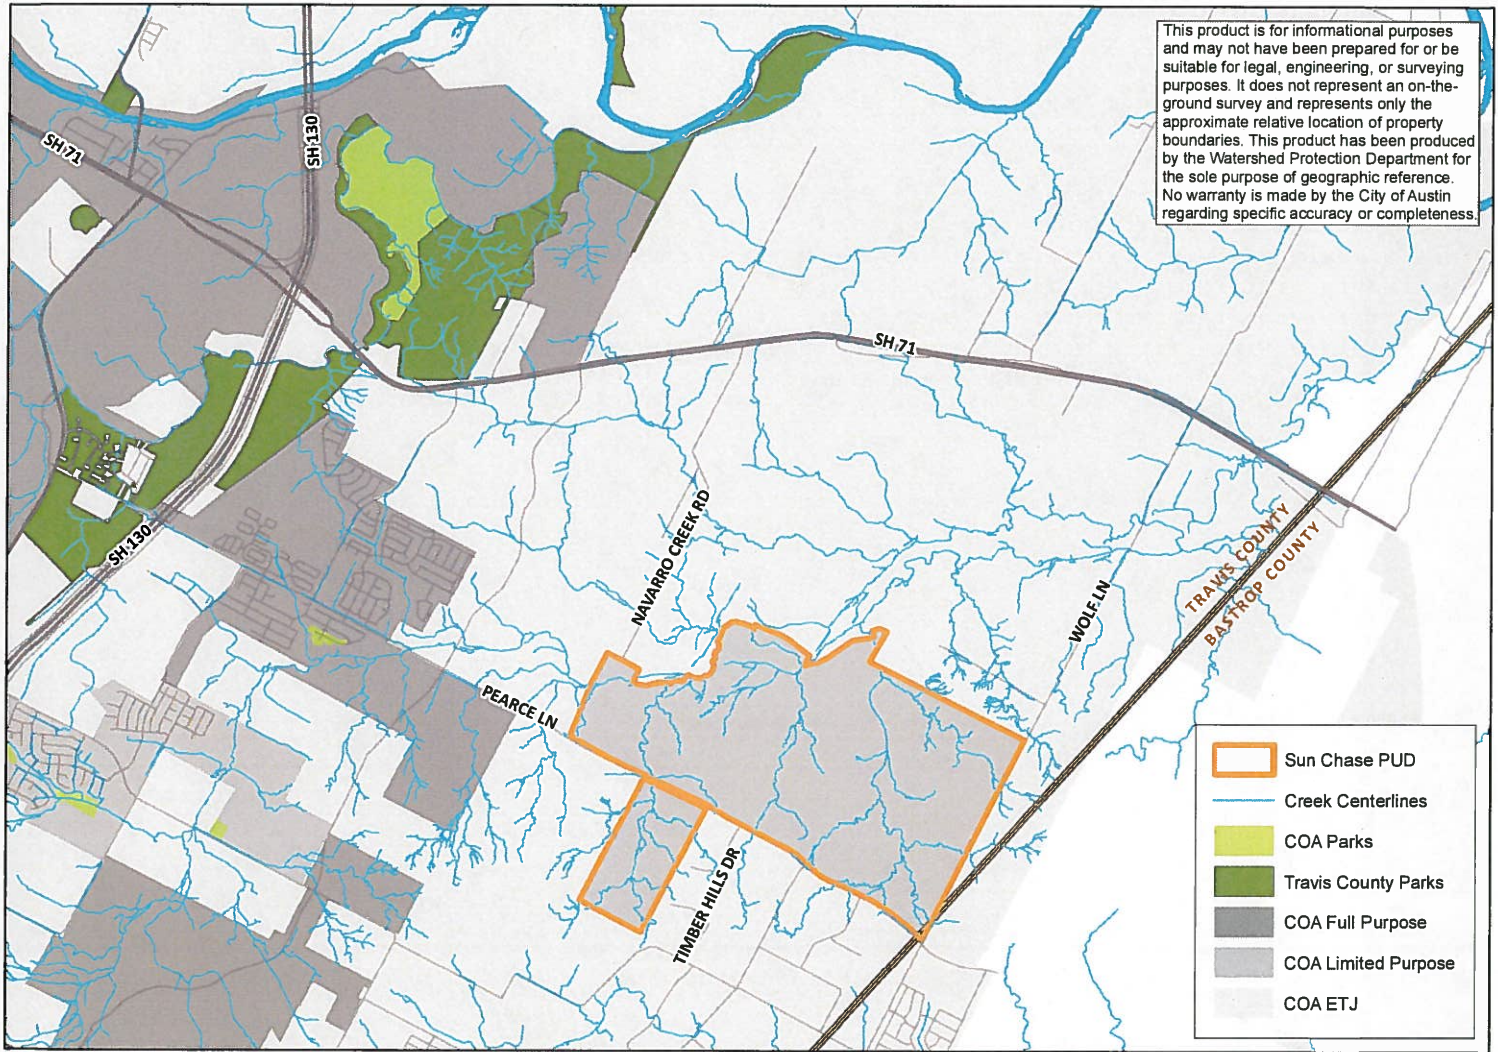 This product is for informational purposes
and may not have been prepared for or be
suitable for legal, engineering, or surveying
purposes. It does not represent an on-the-
ground survey and represents only the
approximate relative location of property
boundaries. This product has been produced
by the Watershed Protection Department for
the sole purpose of geographic reference.
No warranty is made by the City of Austin
regarding specific accuracy or completeness.
SH 71
SH 130
SH 71
NAVARRO CREEK RD
SH 130
TRAVIS COUNTY
BASTROP COUNTY
WOLF LN
PEARCE LN
TIMBER HILLS DR
Sun Chase PUD
Creek Centerlines
COA Parks
Travis County Parks
COA Full Purpose
COA Limited Purpose
COA ETJ